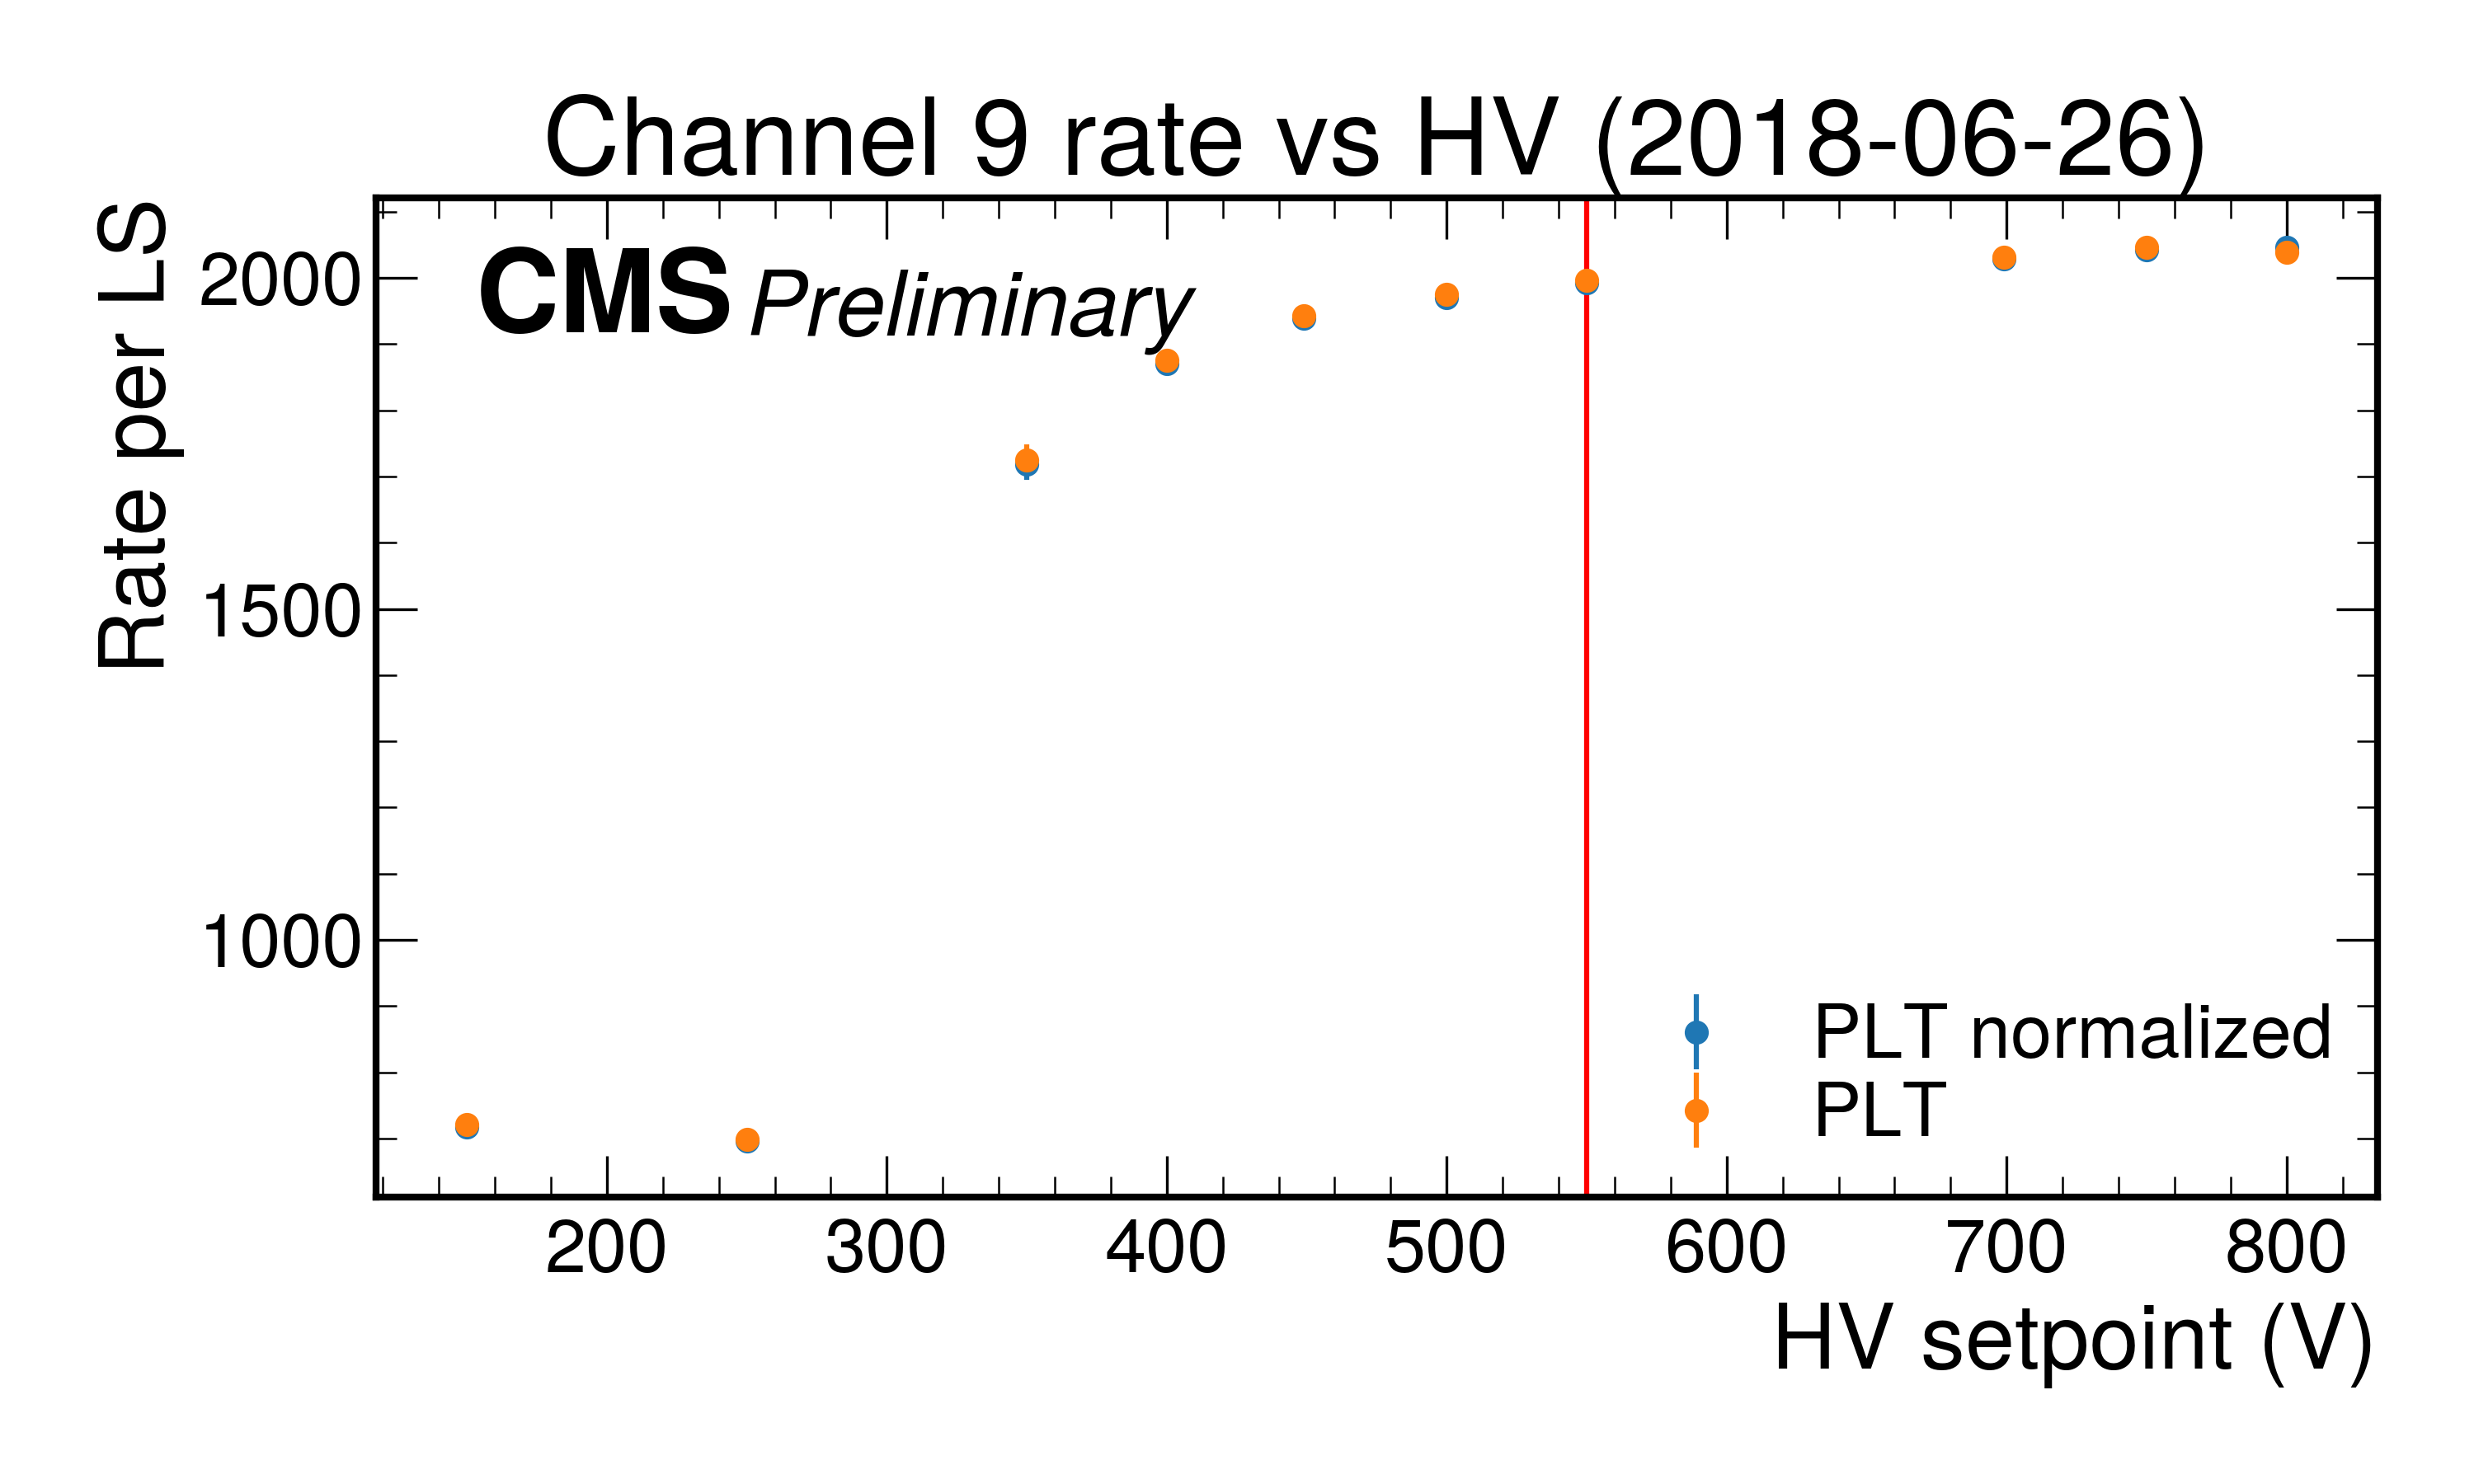 Channel 9 rate vs HV (2018-06-26)
Rate per LS
CMS Preliminary
2000
1500
1000
PLT normalized
PLT
200 300 400 500 600 700 800
HV setpoint (V)